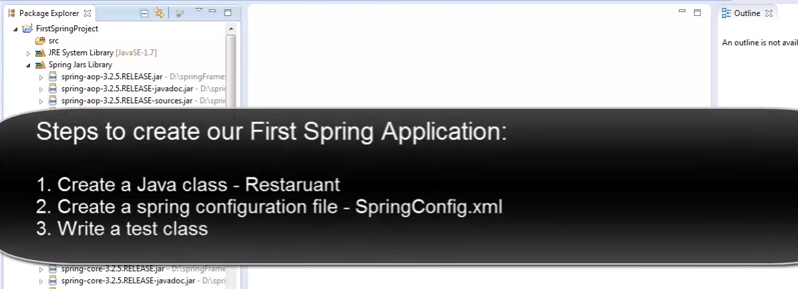 Package Explorer
Outline
FirstSpringProject
src
JRE System Library [JavaSE-1.7]
An outline is not avail
Spring Jars Library
spring-aop-3.2.5.RELEASE.jar - D:\springFrame
spring-aop-3.2.5.RELEASE-javadoc.jar - D:\spri
spring-aop-3.2.5.RELEASE-sources.jar - D:\sprin
Steps to create our First Spring Application:
1. Create a Java class - Restaruant
2. Create a spring configuration file - SpringConfig.xml
3. Write a test class
spring-core-3.2.5.RELEASE.jar - D:\springFrame
spring-core-3.2.5.RELEASE-javadoc.jar - D:\spri